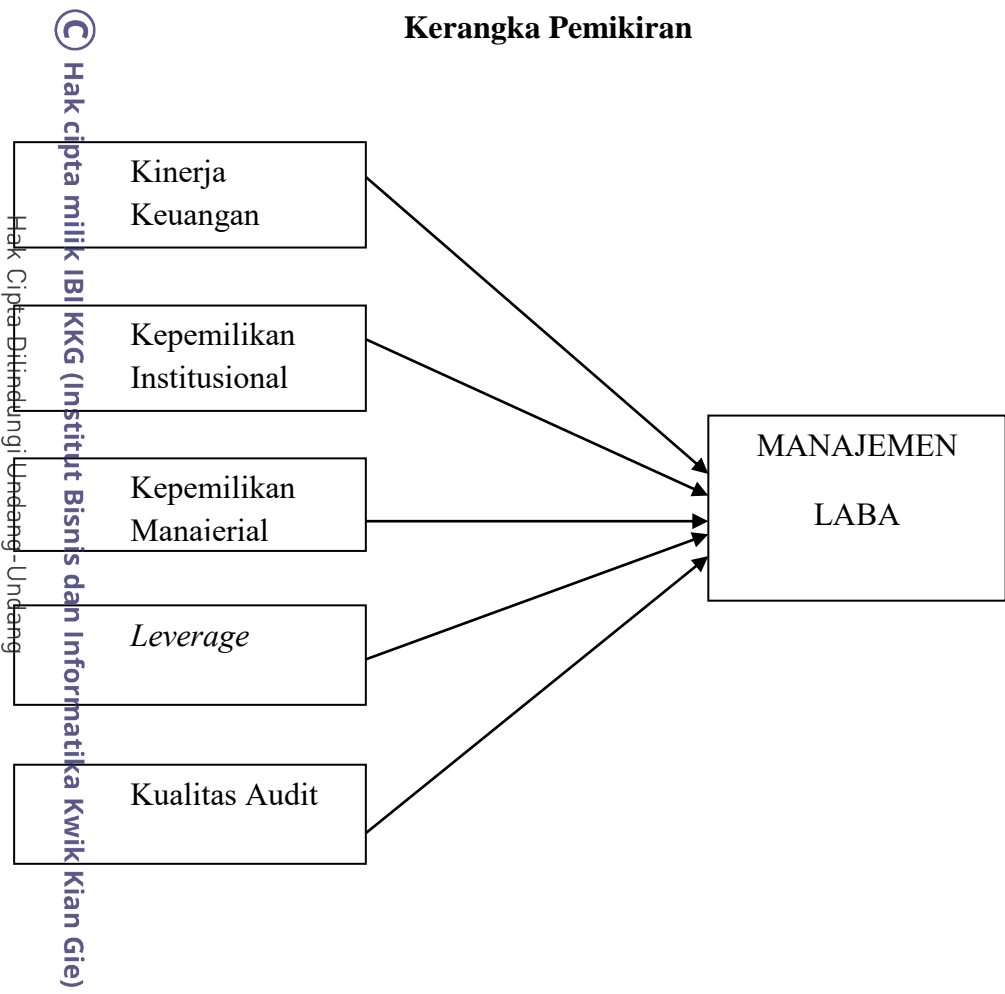 Kerangka Pemikiran
© Hak cipta milik IBI KKG (Institut Bisnis dan Informatika Kwik Kian Gie)
Hak Cipta Dilindungi Undang-Undang
Kinerja
Keuangan
Kepemilikan
Institusional
Kepemilikan
Manajerial
Leverage
Kualitas Audit
MANAJEMEN
LABA